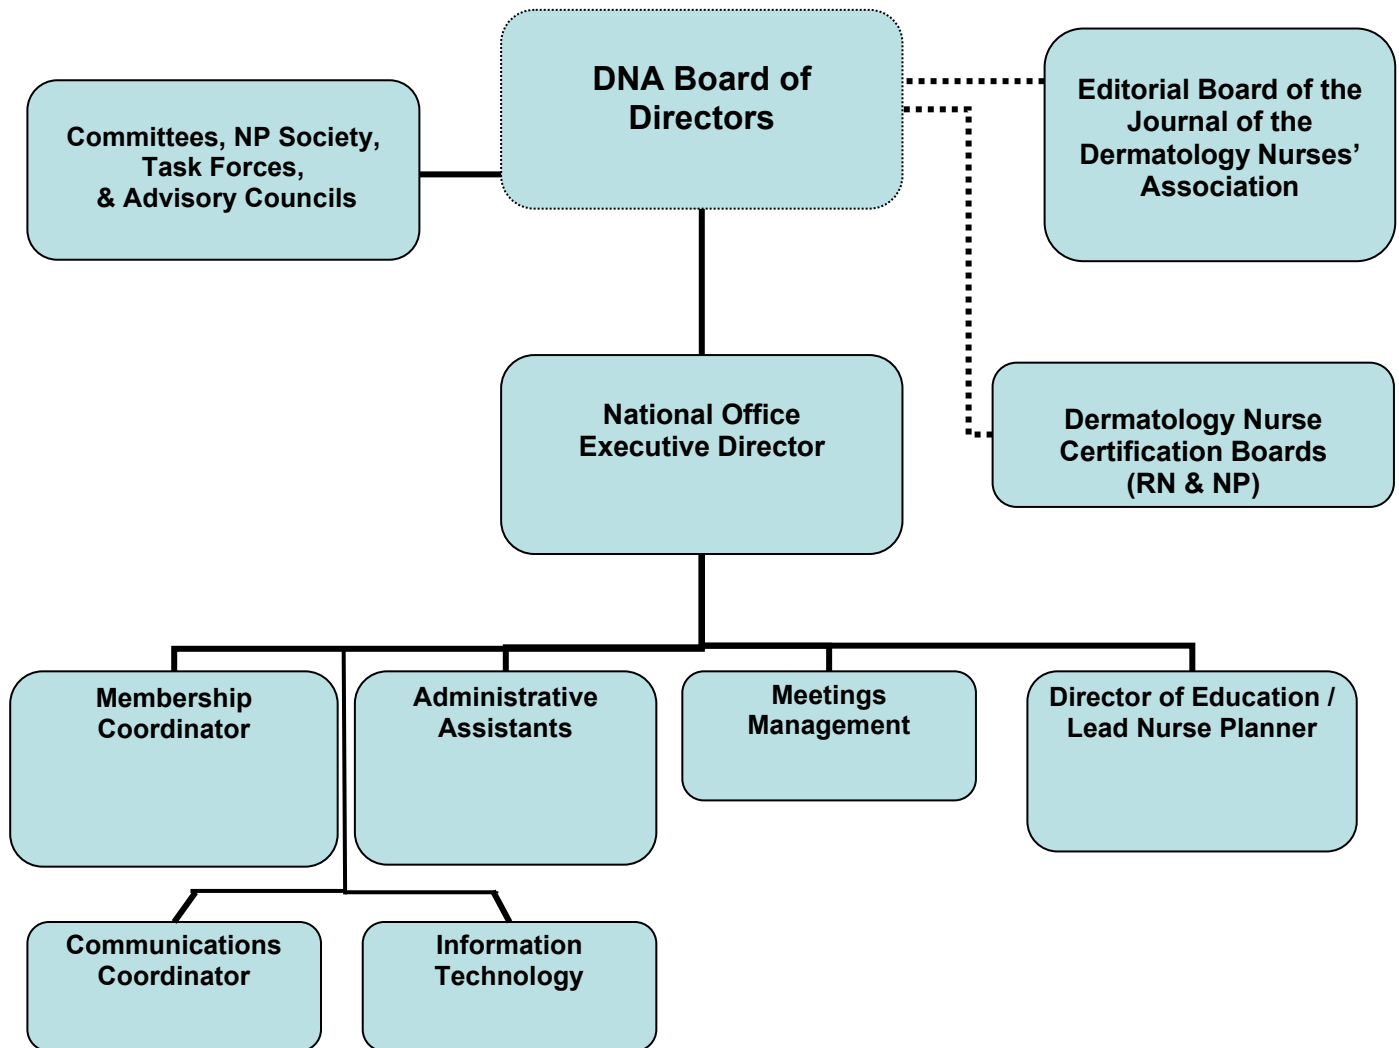 DNA Board of
Directors
Committees, NP Society,
Task Forces,
& Advisory Councils
Editorial Board of the
Journal of the
Dermatology Nurses’
Association
National Office
Executive Director
Dermatology Nurse
Certification Boards
(RN & NP)
Membership
Coordinator
Administrative
Assistants
Meetings
Management
Director of Education /
Lead Nurse Planner
Communications
Coordinator
Information
Technology